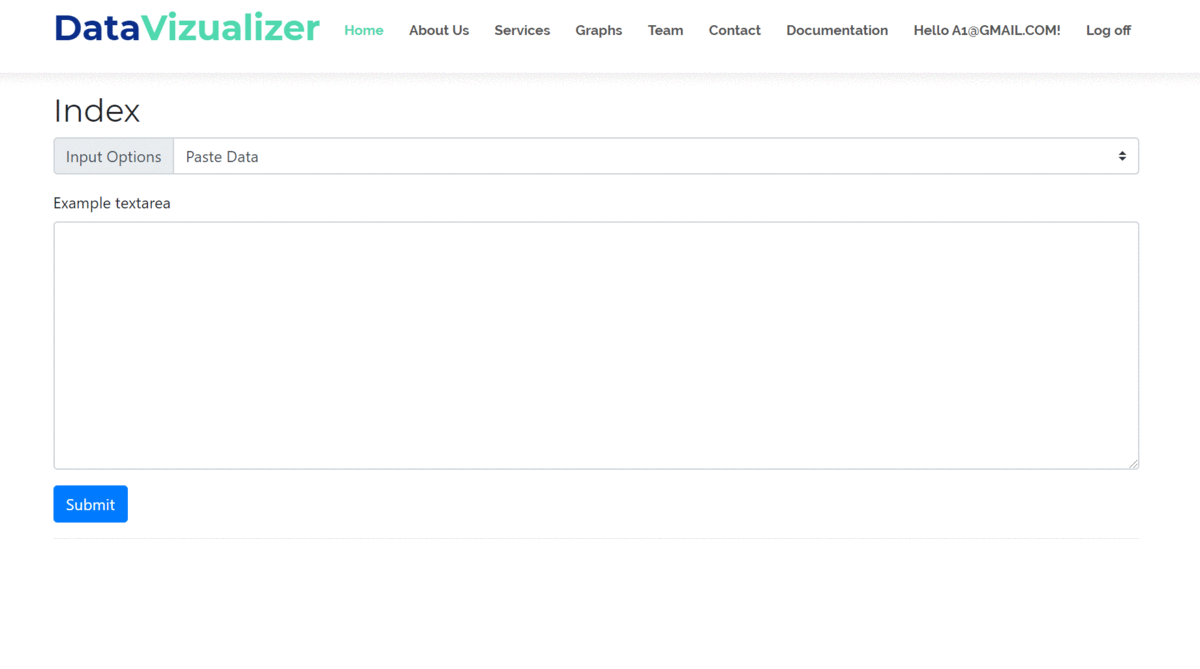 DataVizualizer Home About Us Services Graphs Team Contact Documentation Hello A1@GMAIL.COM! Log off
Index
Input Options Paste Data
Example textarea
Submit